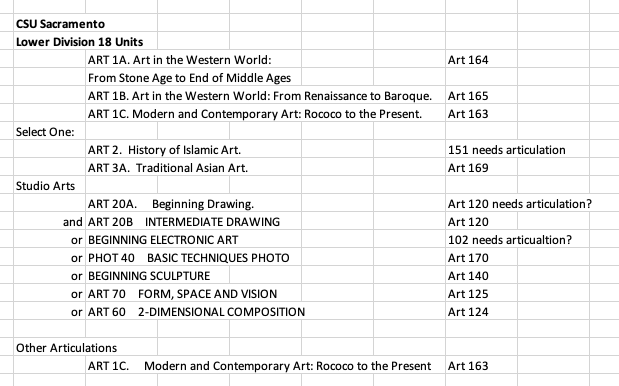 CSU Sacramento
Lower Division 18 Units
ART 1A. Art in the Western World: Art 164
From Stone Age to End of Middle Ages
ART 1B. Art in the Western World: From Renaissance to Baroque. Art 165
ART 1C. Modern and Contemporary Art: Rococo to the Present. Art 163
Select One:
ART 2. History of Islamic Art. 151 needs articulation
ART 3A. Traditional Asian Art. Art 169
Studio Arts
ART 20A. Beginning Drawing. Art 120 needs articulation?
and ART 20B INTERMEDIATE DRAWING Art 120
or BEGINNING ELECTRONIC ART 102 needs articualtion?
or PHOT 40 BASIC TECHNIQUES PHOTO Art 170
or BEGINNING SCULPTURE Art 140
or ART 70 FORM, SPACE AND VISION Art 125
or ART 60 2-DIMENSIONAL COMPOSITION Art 124
Other Articulations
ART 1C. Modern and Contemporary Art: Rococo to the Present Art 163